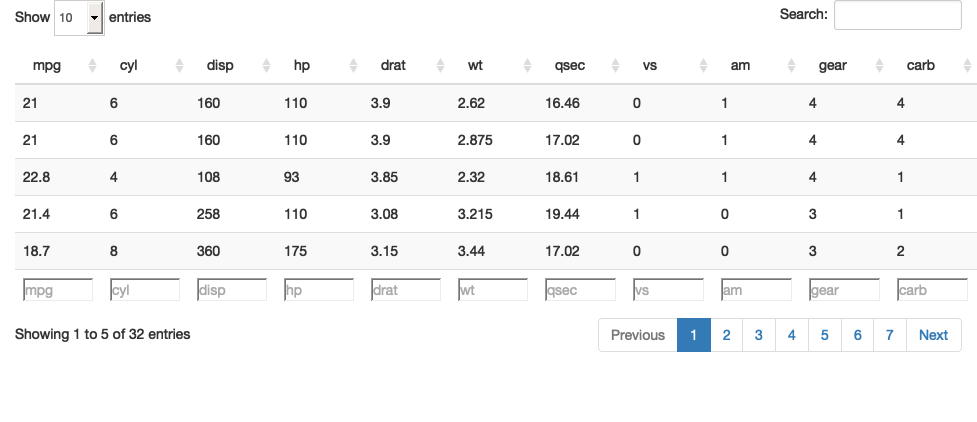 Show 10 entries Search:
mpg cyl disp hp drat wt qsec vs am gear carb
21 6 160 110 3.9 2.62 16.46 0 1 4 4
21 6 160 110 3.9 2.875 17.02 0 1 4 4
22.8 4 108 93 3.85 2.32 18.61 1 1 4 1
21.4 6 258 110 3.08 3.215 19.44 1 0 3 1
18.7 8 360 175 3.15 3.44 17.02 0 0 3 2
mpg cyl disp hp drat wt qsec vs am gear carb
Showing 1 to 5 of 32 entries Previous 1 2 3 4 5 6 7 Next